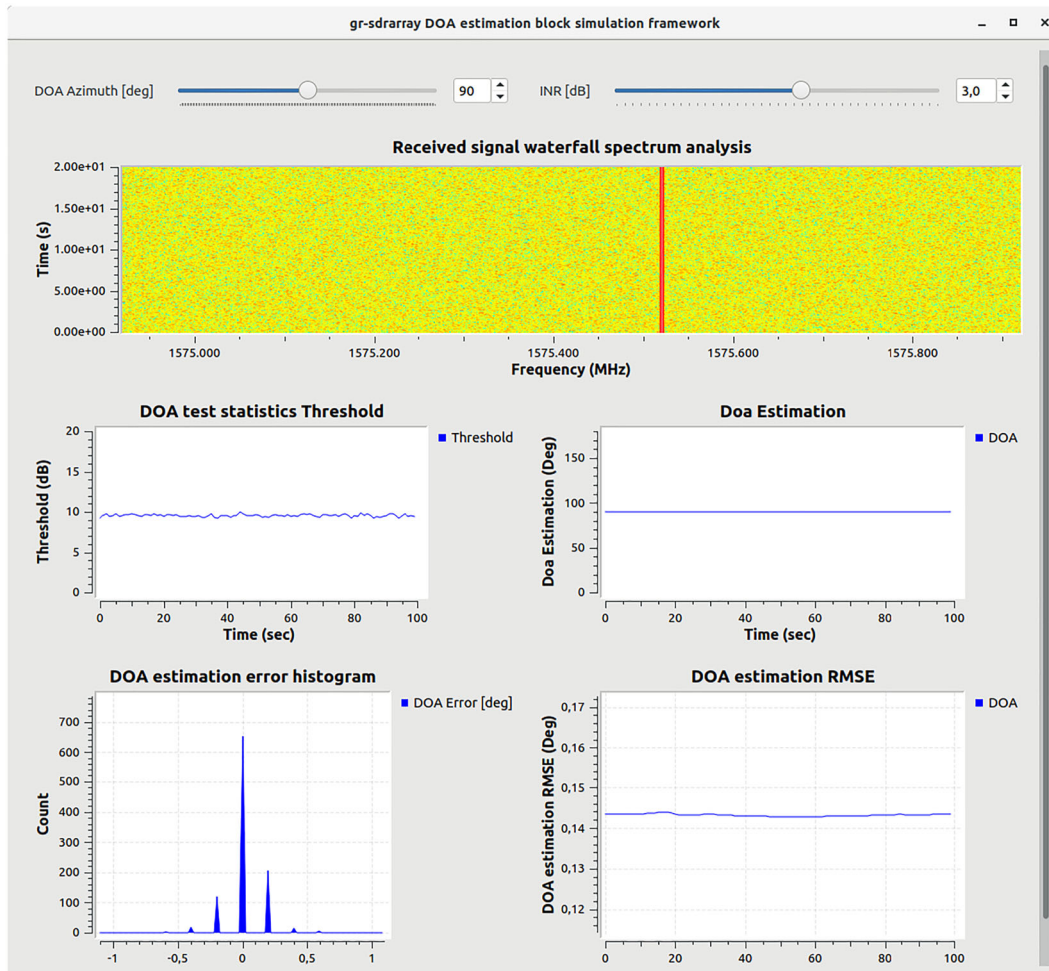 gr-sdrarray DOA estimation block simulation framework
DOA Azimuth [deg] 90 INR [dB] 3,0
Received signal waterfall spectrum analysis
Time (s)
2.00e+01
1.50e+01
1.00e+01
5.00e+00
0.00e+00
1575.000 1575.200 1575.400 1575.600 1575.800
Frequency (MHz)
DOA test statistics Threshold
Threshold
Threshold (dB)
20
15
10
5
0
0 20 40 60 80 100
Time (sec)
Doa Estimation
DOA
Doa Estimation (Deg)
150
100
50
0
0 20 40 60 80 100
Time (sec)
DOA estimation error histogram
DOA Error [deg]
Count
700
600
500
400
300
200
100
0
-1 -0,5 0 0,5 1
DOA estimation RMSE
DOA
DOA estimation RMSE (Deg)
0,17
0,16
0,15
0,14
0,13
0,12
0 20 40 60 80 100